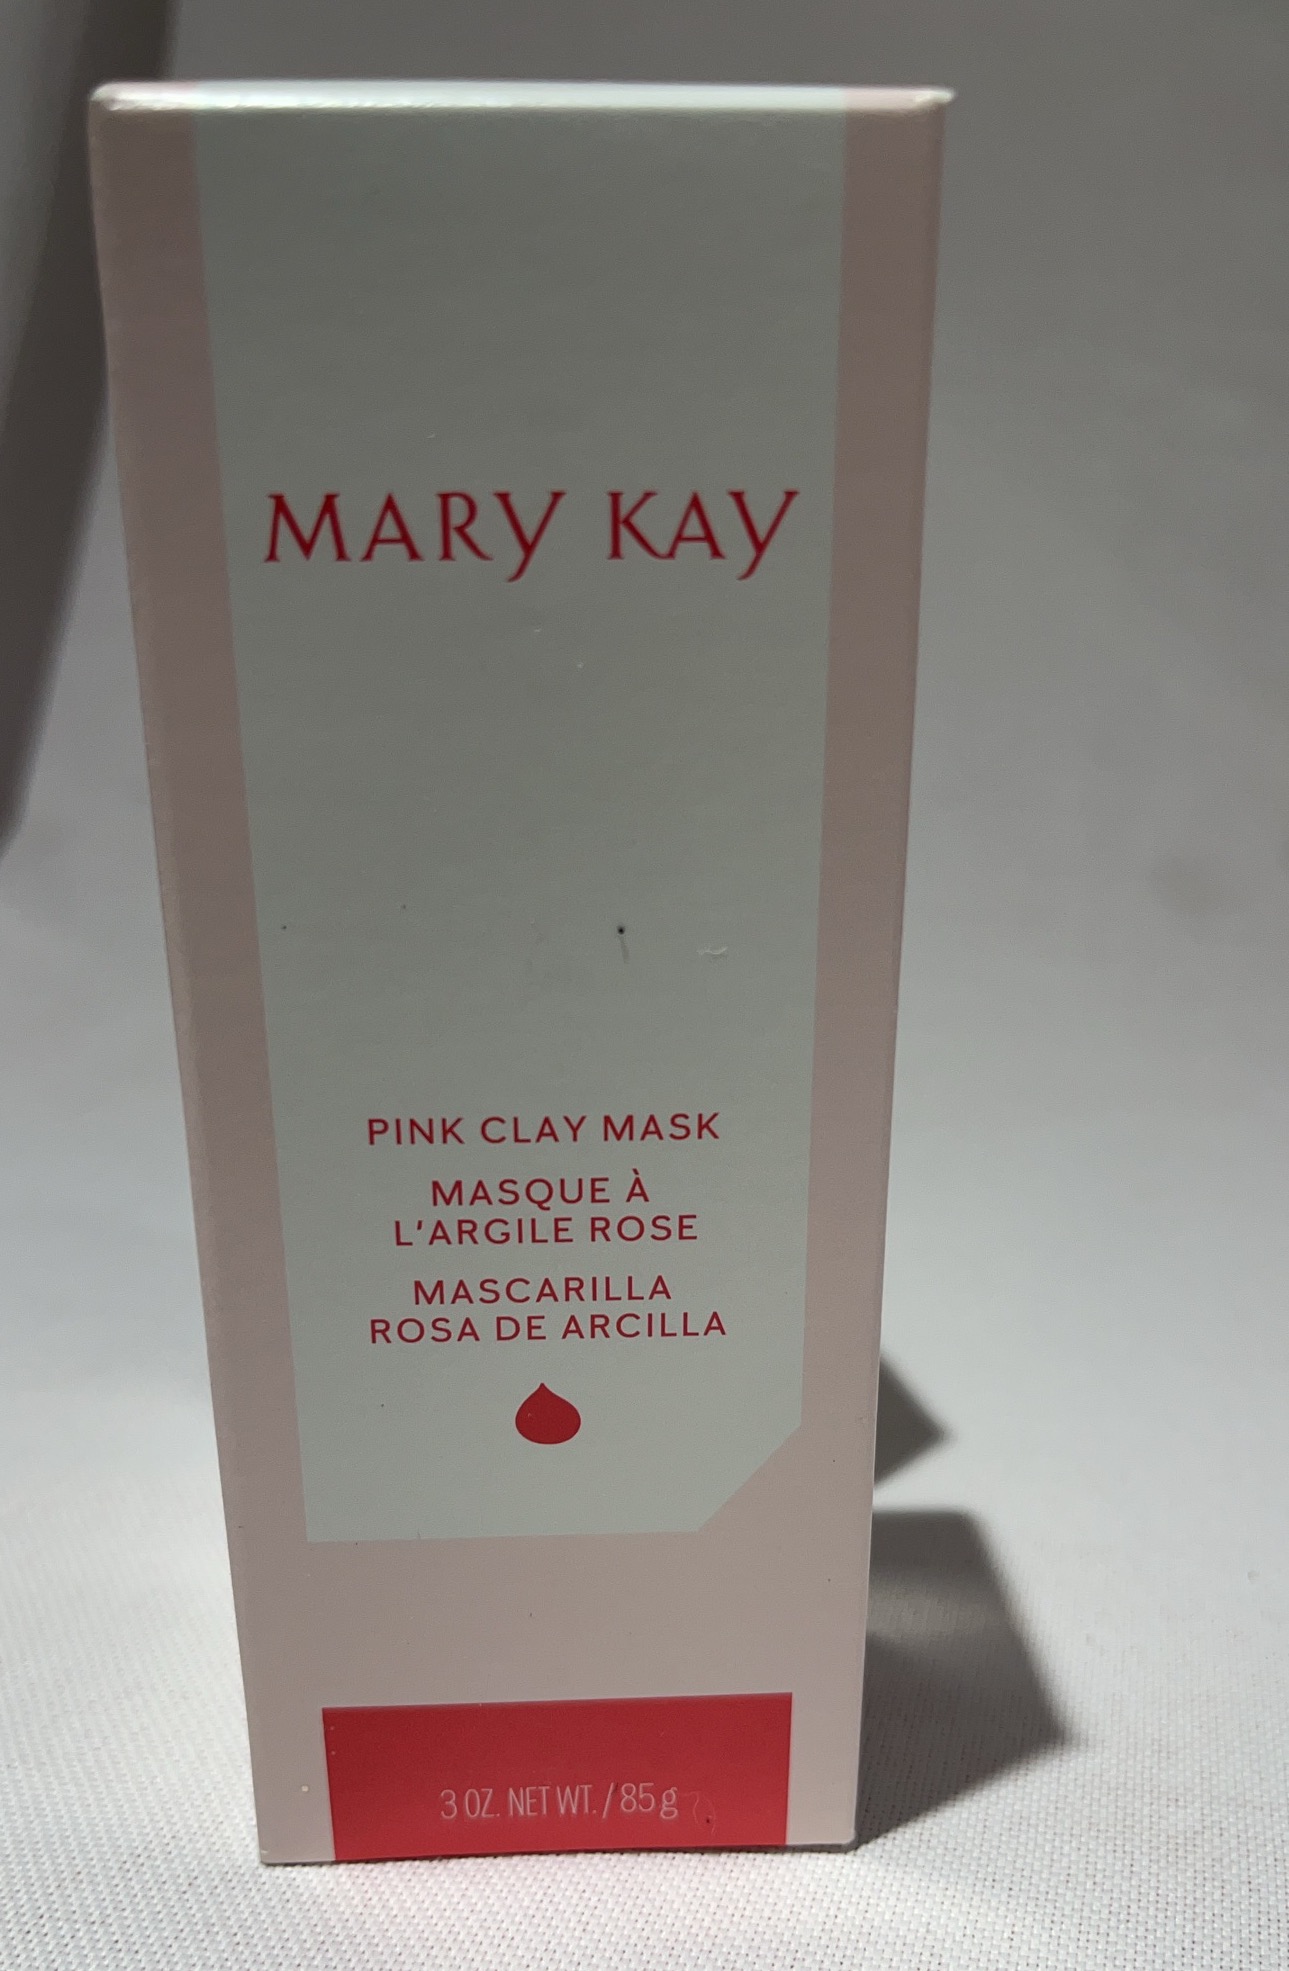 MARY KAY
PINK CLAY MASK
MASQUE À
L'ARGILE ROSE
MASCARILLA
ROSA DE ARCILLA
3 OZ. NET WT. / 85 g